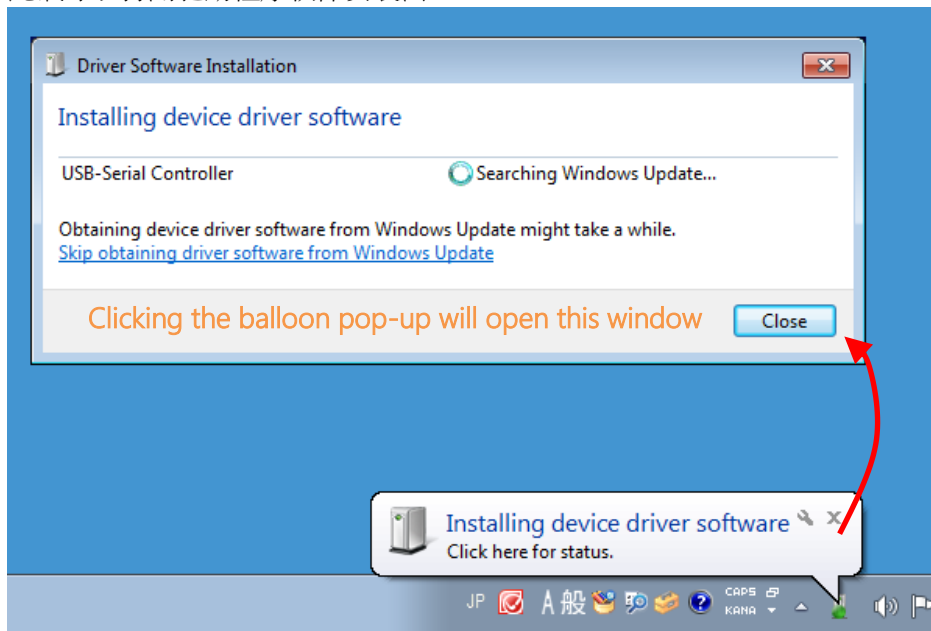 Driver Software Installation
Installing device driver software
USB-Serial Controller Searching Windows Update...
Obtaining device driver software from Windows Update might take a while.
Skip obtaining driver software from Windows Update
Clicking the balloon pop-up will open this window Close
Installing device driver software
Click here for status.
JP A 般 CAPS
KANA